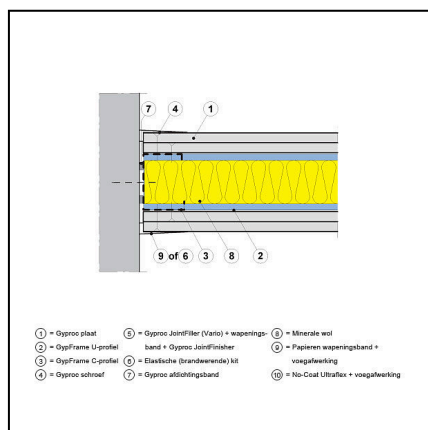 7 4 1
9 of 6 3 8 2
1 = Gyproc plaat
2 = GypFrame U-profiel
3 = GypFrame C-profiel
4 = Gyproc schroef
5 = Gyproc JointFiller (Vario) + wapenings-
band + Gyproc JointFinisher
6 = Elastische (brandwerende) kit
7 = Gyproc afdichtingsband
8 = Minerale wol
9 = Papieren wapeningsband +
voegafwerking
10 = No-Coat Ultraflex + voegafwerking